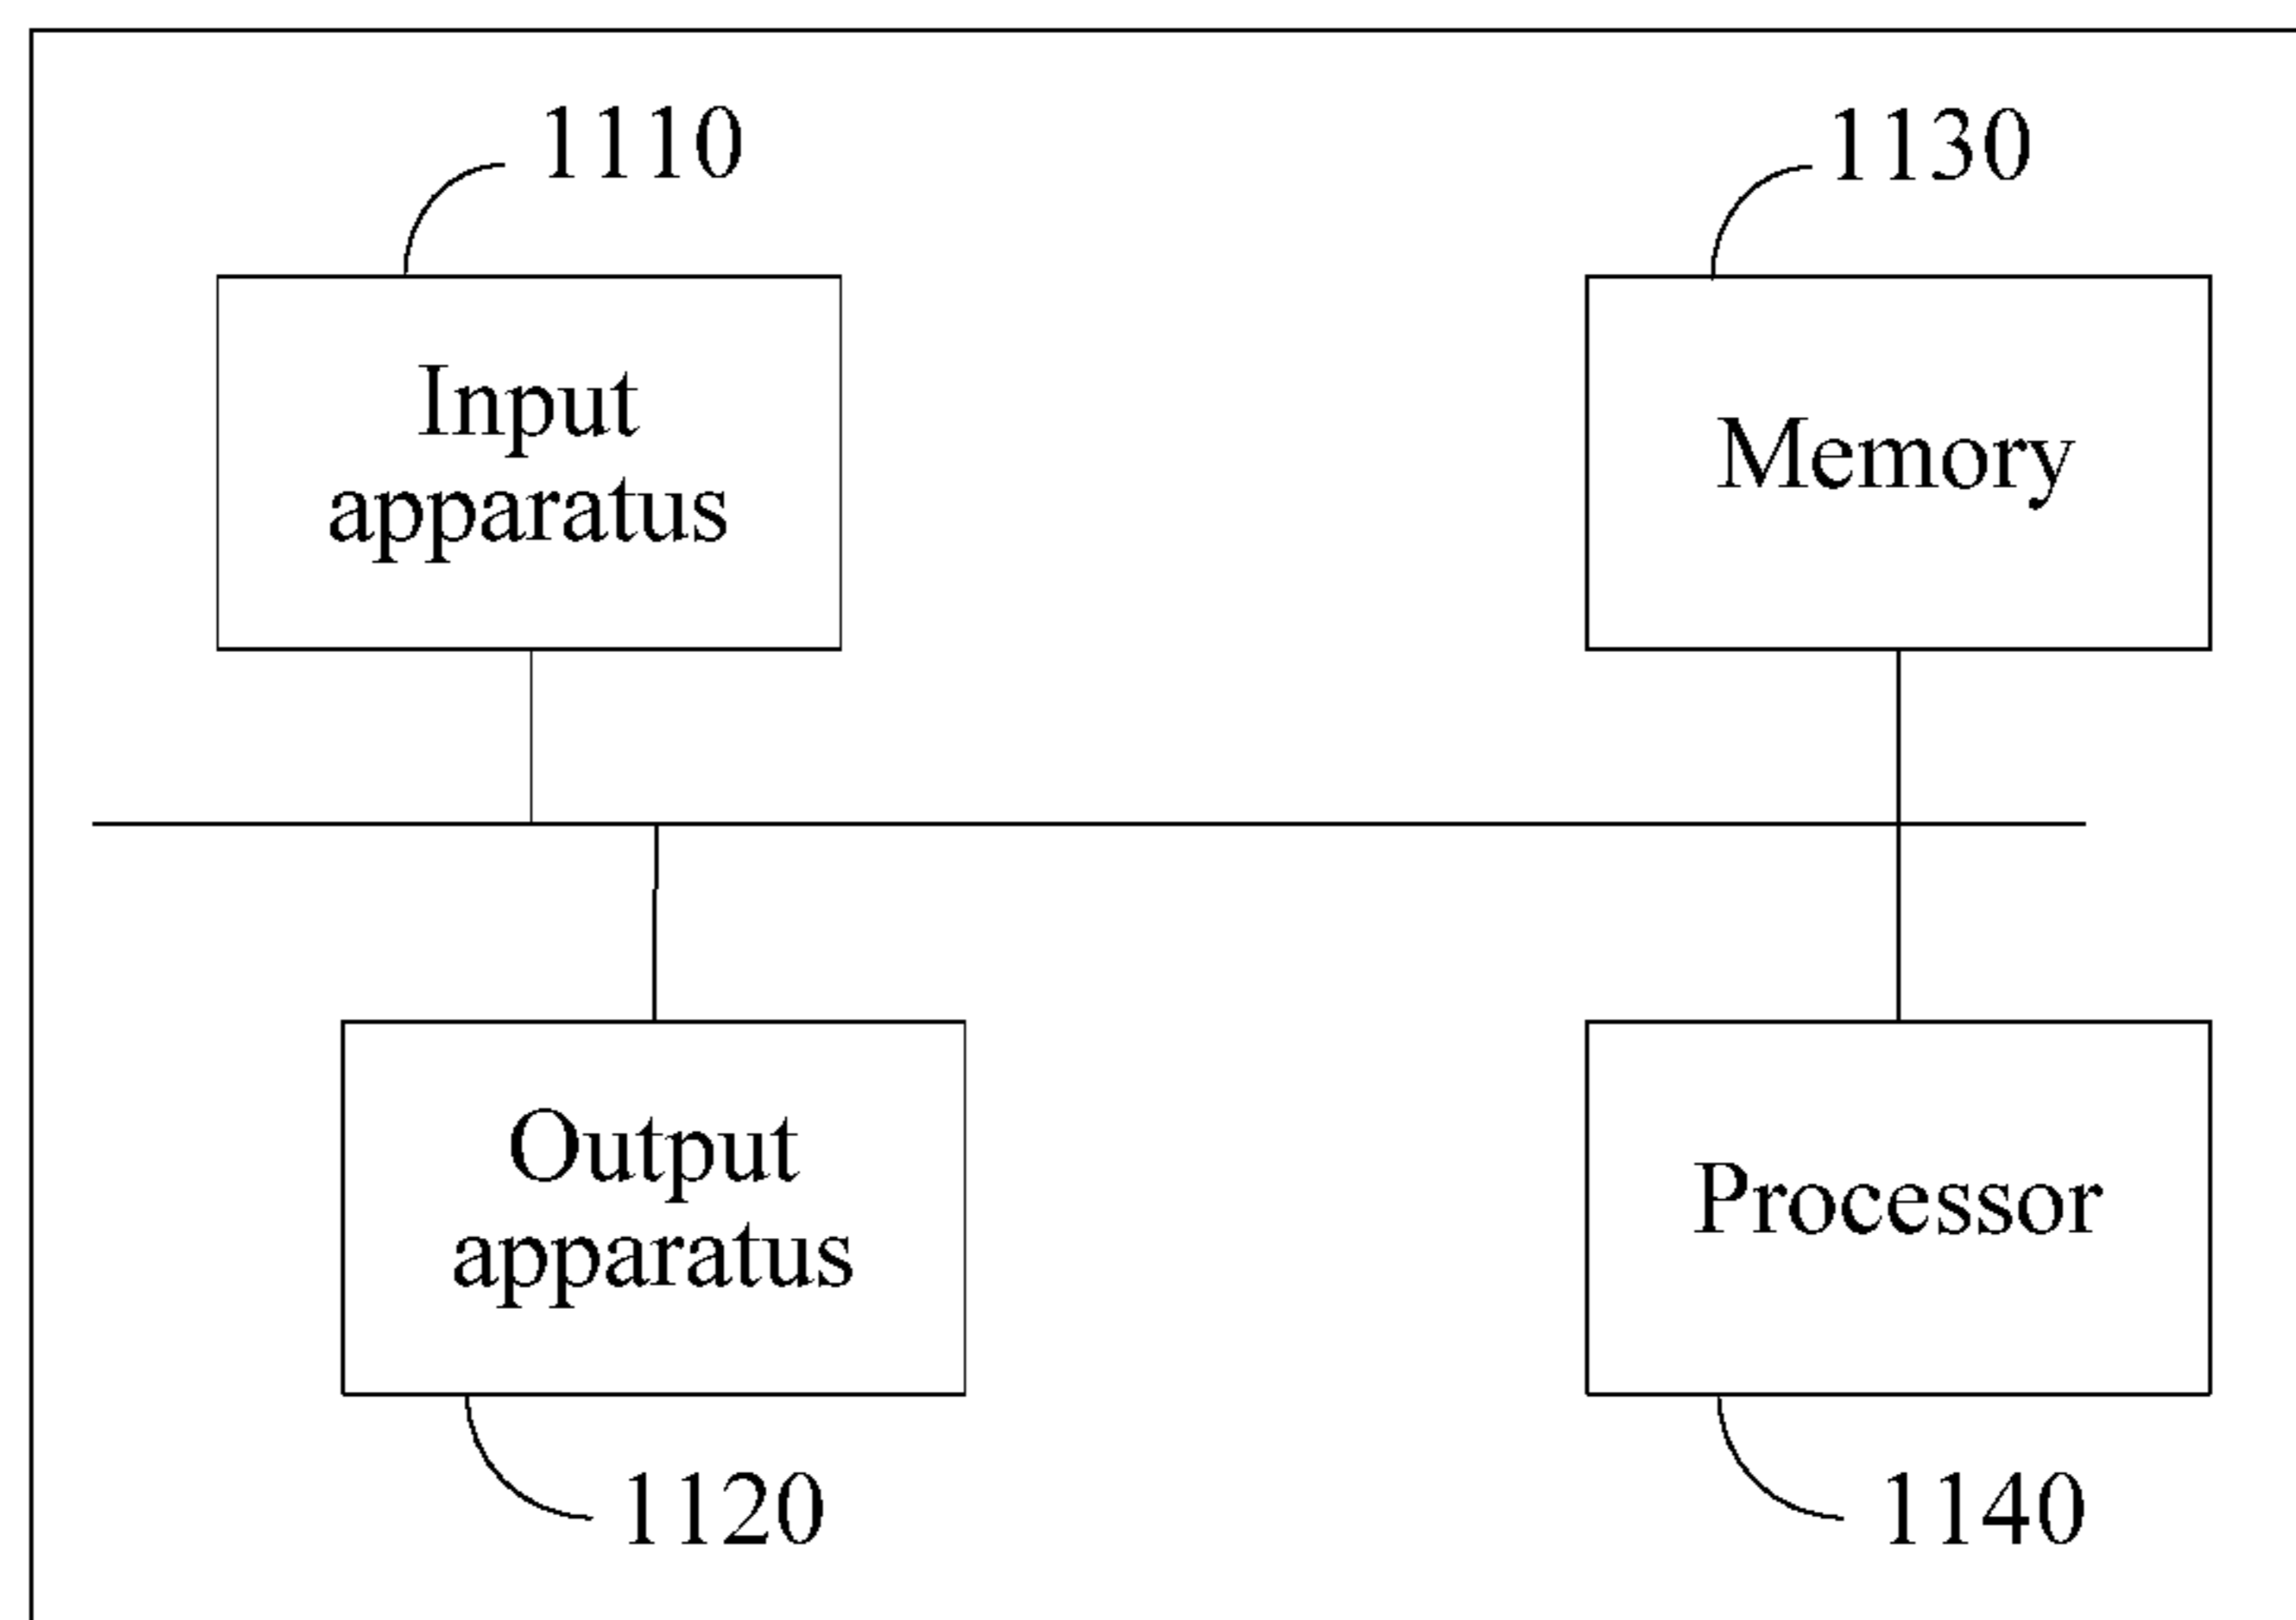 1110
1130
Input
apparatus
Memory
Output
apparatus
Processor
1120
1140